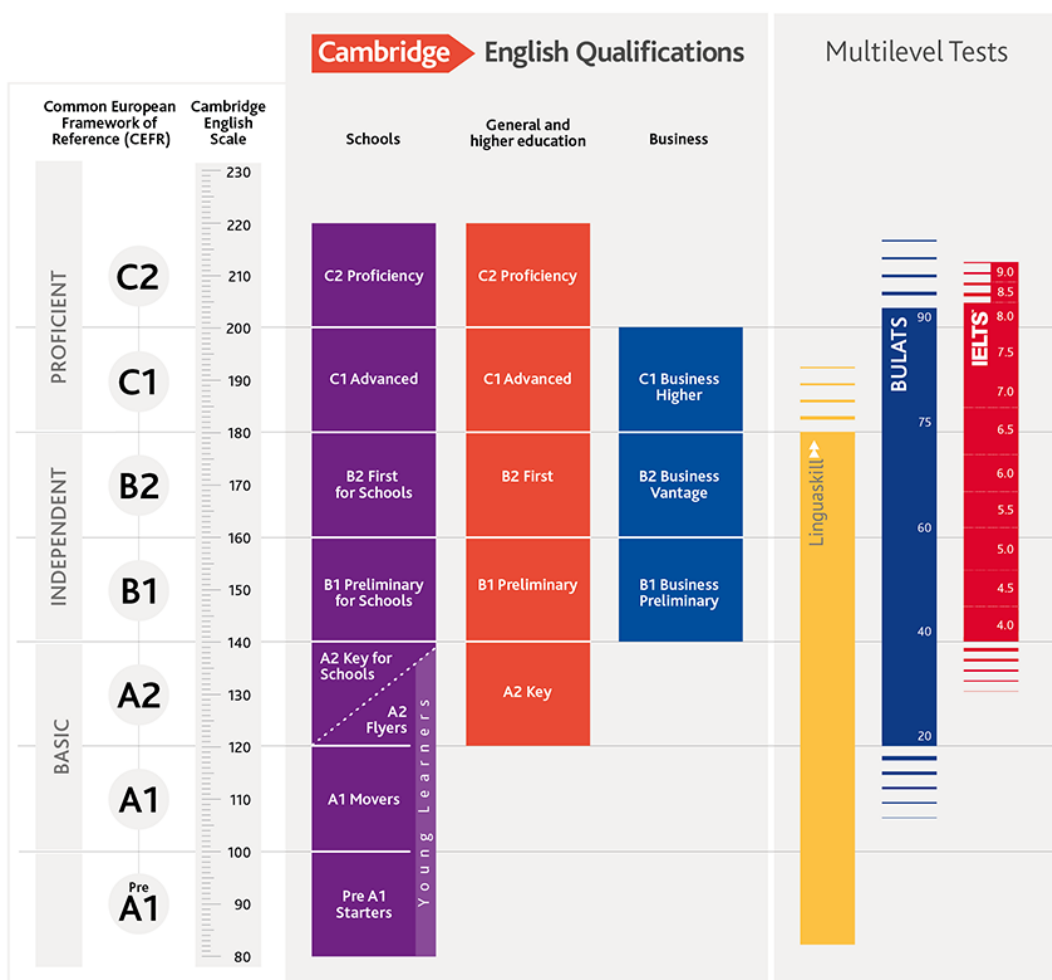 Cambridge English Qualifications
Multilevel Tests
Common European
Framework of
Reference (CEFR)
Cambridge
English
Scale
Schools
General and
higher education
Business
PROFICIENT
INDEPENDENT
BASIC
C2
C1
B2
B1
A2
A1
Pre
A1
230
220
210
200
190
180
170
160
150
140
130
120
110
100
90
80
C2 Proficiency
C1 Advanced
B2 First
for Schools
B1 Preliminary
for Schools
A2 Key for
Schools
A2
Flyers
A1 Movers
Pre A1
Starters
Young Learners
C2 Proficiency
C1 Advanced
B2 First
B1 Preliminary
A2 Key
C1 Business
Higher
B2 Business
Vantage
B1 Business
Preliminary
Linguaskill
BULATS
90
75
60
40
20
IELTS™
9.0
8.5
8.0
7.5
7.0
6.5
6.0
5.5
5.0
4.5
4.0